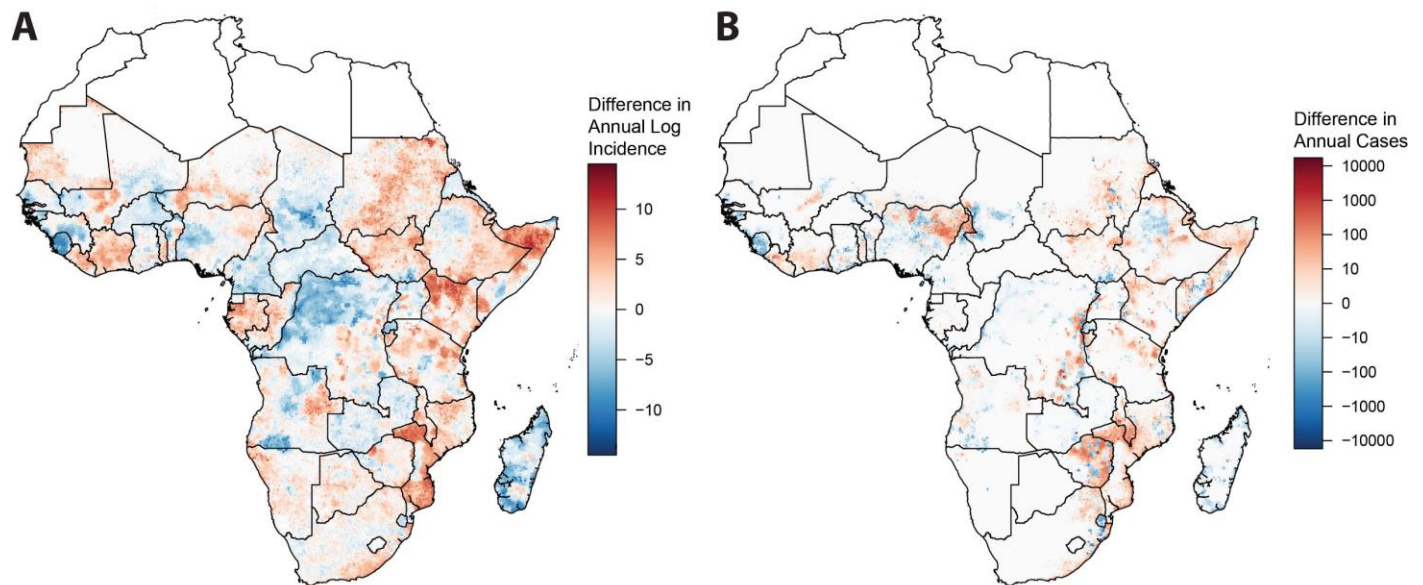 A
Difference in
Annual Log
Incidence
10
5
0
−5
−10
B
Difference in
Annual Cases
10000
1000
100
10
0
−10
−100
−1000
−10000